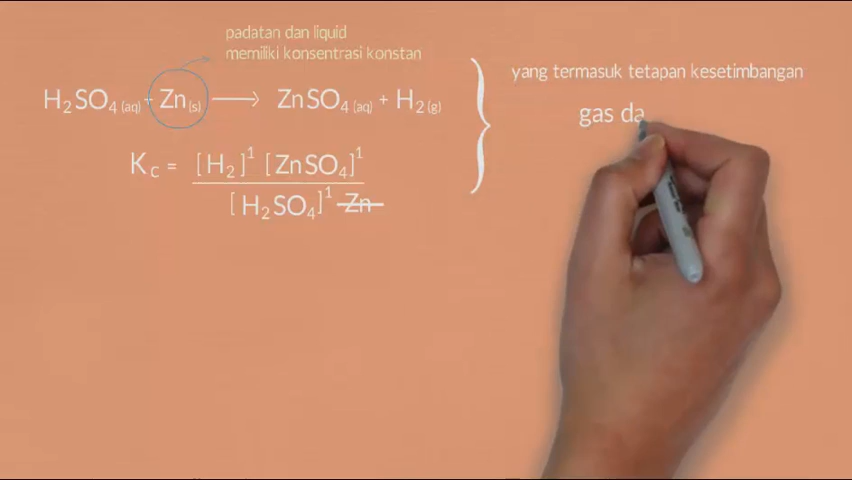 padatan dan liquid
memiliki konsentrasi konstan
yang termasuk tetapan kesetimbangan
H₂SO₄ (aq) + Zn (s) → ZnSO₄ (aq) + H₂ (g)
gas da
K_C = [H₂]¹ [ZnSO₄]¹
[H₂SO₄]¹ Zn